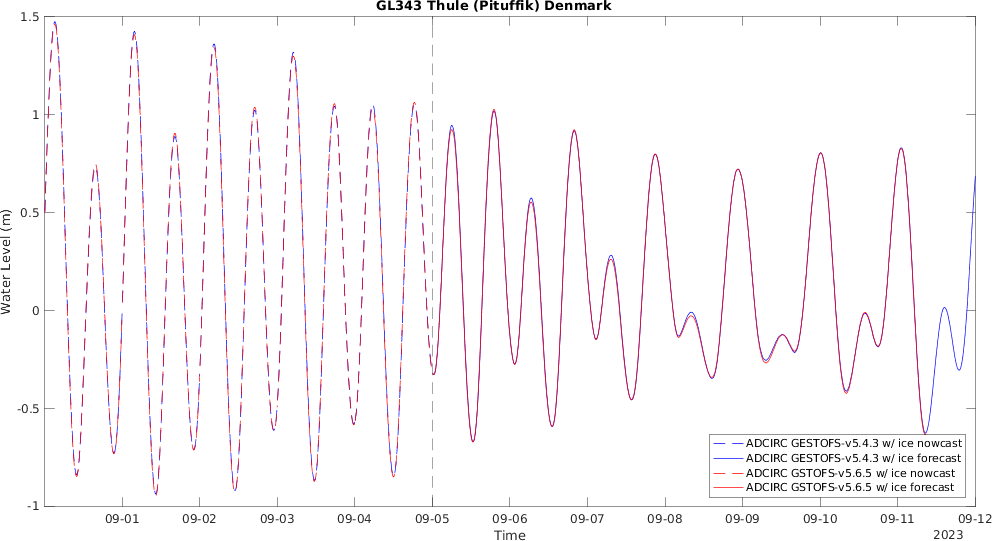 GL343 Thule (Pituffik) Denmark
1.5
1
0.5
0
-0.5
-1
Water Level (m)
09-01 09-02 09-03 09-04 09-05 09-06 09-07 09-08 09-09 09-10 09-11 09-12
Time
2023
ADCIRC GESTOFS-v5.4.3 w/ ice nowcast
ADCIRC GESTOFS-v5.4.3 w/ ice forecast
ADCIRC GSTOFS-v5.6.5 w/ ice nowcast
ADCIRC GSTOFS-v5.6.5 w/ ice forecast